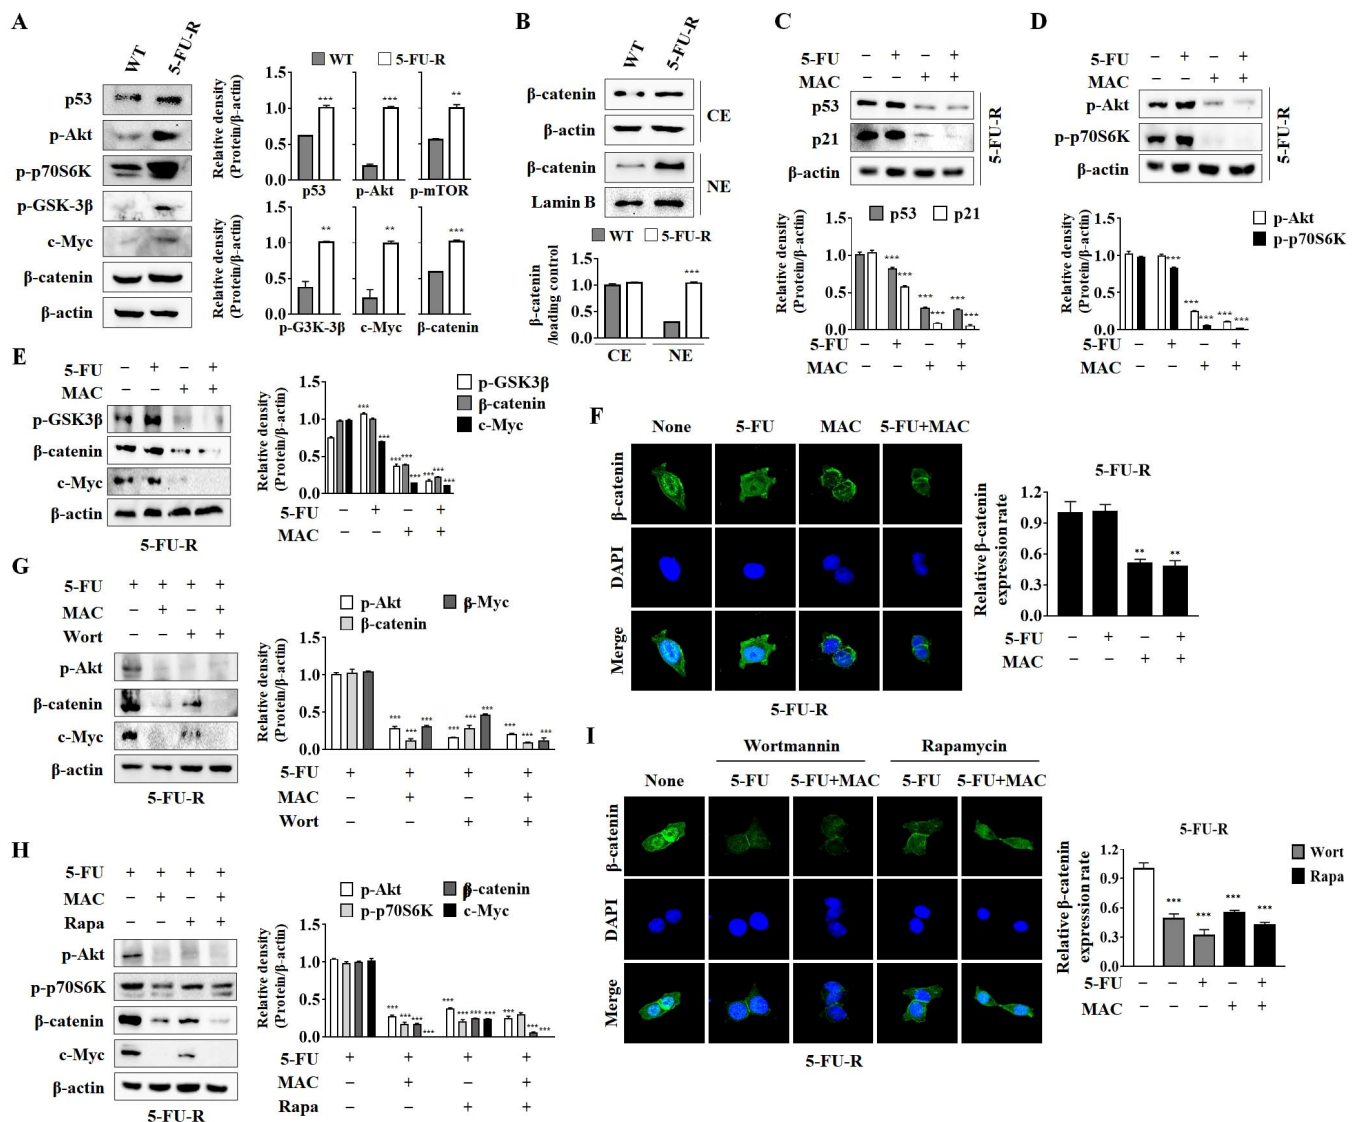 A
WT
5-FU-R
p53
p-Akt
p-p70S6K
p-GSK-3β
c-Myc
β-catenin
β-actin
WT 5-FU-R
Relative density
(Protein/β-actin)
1.5
1.0
0.5
0.0
*** *** **
p53 p-Akt p-mTOR
Relative density
(Protein/β-actin)
1.5
1.0
0.5
0.0
** ** ***
p-G3K-3β c-Myc β-catenin
B
WT
5-FU-R
β-catenin
β-actin
CE
β-catenin
Lamin B
NE
WT 5-FU-R
β-catenin
/loading control
1.5
1.0
0.5
0.0
***
CE NE
C
5-FU – + – +
MAC – – + +
p53
p21
β-actin
5-FU-R
p53 p21
Relative density
(Protein/β-actin)
1.5
1.0
0.5
0.0
*** *** *** *** *** ***
5-FU – + – +
MAC – – + +
D
5-FU – + – +
MAC – – + +
p-Akt
p-p70S6K
β-actin
5-FU-R
p-Akt
p-p70S6K
Relative density
(Protein/β-actin)
1.5
1.0
0.5
0.0
*** *** *** *** ***
5-FU – + – +
MAC – – + +
E
5-FU – + – +
MAC – – + +
p-GSK3β
β-catenin
c-Myc
β-actin
5-FU-R
p-GSK3β
β-catenin
c-Myc
Relative density
(Protein/β-actin)
1.5
1.0
0.5
0.0
*** *** *** *** *** *** *** ***
5-FU – + – +
MAC – – + +
F
None 5-FU MAC 5-FU+MAC
β-catenin
DAPI
Merge
5-FU-R
5-FU-R
Relative β-catenin
expression rate
1.2
0.9
0.6
0.3
0.0
** **
5-FU – + – +
MAC – – + +
G
5-FU + + + +
MAC – + – +
Wort – – + +
p-Akt
β-catenin
c-Myc
β-actin
5-FU-R
p-Akt β-Myc
β-catenin
Relative density
(Protein/β-actin)
1.5
1.0
0.5
0.0
*** *** *** *** *** *** *** *** ***
5-FU + + + +
MAC – + – +
Wort – – + +
H
5-FU + + + +
MAC – + – +
Rapa – – + +
p-Akt
p-p70S6K
β-catenin
c-Myc
β-actin
5-FU-R
p-Akt β-catenin
p-p70S6K c-Myc
Relative density
(Protein/β-actin)
1.5
1.0
0.5
0.0
*** *** *** *** *** *** *** *** *** *** ***
5-FU + + + +
MAC – + – +
Rapa – – + +
I
Wortmannin Rapamycin
None 5-FU 5-FU+MAC 5-FU 5-FU+MAC
β-catenin
DAPI
Merge
5-FU-R
5-FU-R
Wort
Rapa
Relative β-catenin
expression rate
1.2
0.9
0.6
0.3
0.0
*** *** *** ***
5-FU – – + – +
MAC – – – + +